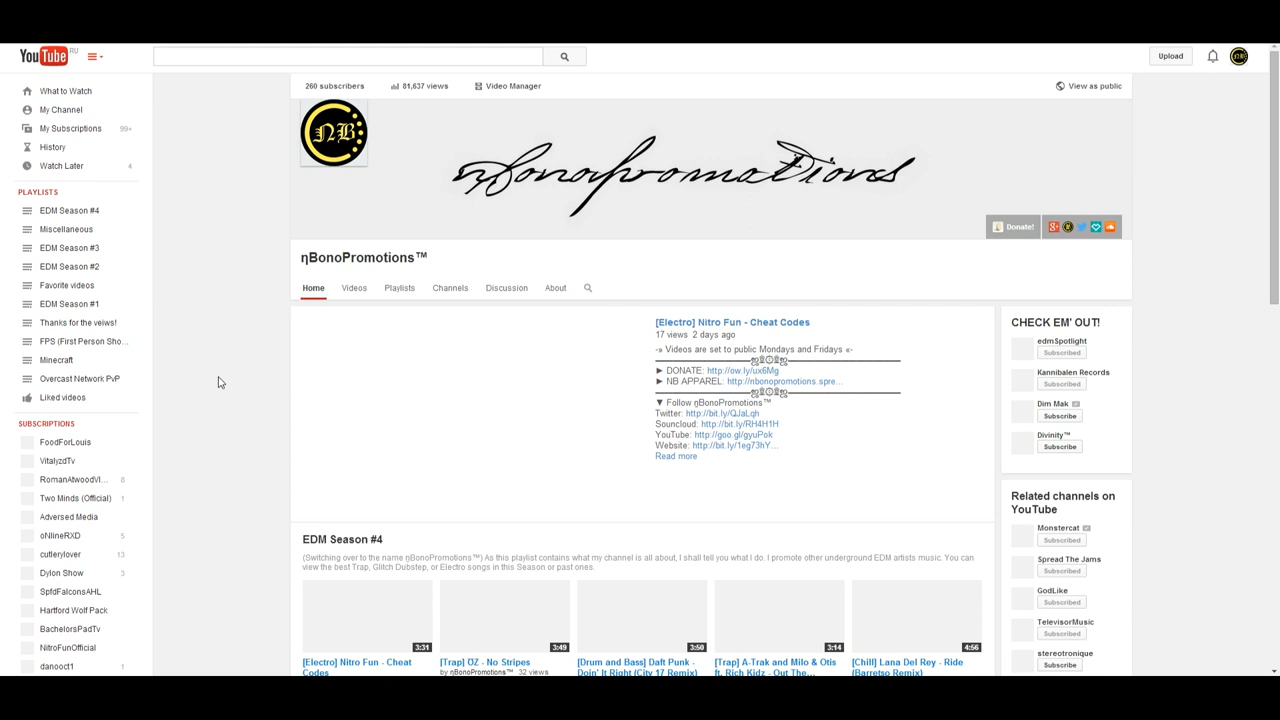 YouTube RU
Upload
What to Watch
My Channel
My Subscriptions 99+
History
Watch Later 4
PLAYLISTS
EDM Season #4
Miscellaneous
EDM Season #3
EDM Season #2
Favorite videos
EDM Season #1
Thanks for the veiws!
FPS (First Person Sho...
Minecraft
Overcast Network PvP
Liked videos
SUBSCRIPTIONS
FoodForLouis
VitalyzdTv
RomanAtwoodVl... 8
Two Minds (Official) 1
Adversed Media
oNlineRXD 5
cutlerylover 13
Dylon Show 3
SpfdFalconsAHL
Hartford Wolf Pack
BachelorsPadTv
NitroFunOfficial
danooct1 1
260 subscribers 81,637 views Video Manager View as public
NB
ηBonopromotions
Donate!
ηBonoPromotions™
Home Videos Playlists Channels Discussion About
[Electro] Nitro Fun - Cheat Codes
17 views 2 days ago
-» Videos are set to public Mondays and Fridays «-
► DONATE: http://ow.ly/ux6Mg
► NB APPAREL: http://nbonopromotions.spre...
▼ Follow ηBonoPromotions™
Twitter: http://bit.ly/QJaLqh
Souncloud: http://bit.ly/RH4H1H
YouTube: http://goo.gl/gyuPok
Website: http://bit.ly/1eg73hY...
Read more
EDM Season #4
(Switching over to the name ηBonoPromotions™) As this playlist contains what my channel is all about, I shall tell you what I do. I promote other underground EDM artists music. You can
view the best Trap, Glitch Dubstep, or Electro songs in this Season or past ones.
3:31 3:49 3:50 3:14 4:56
[Electro] Nitro Fun - Cheat
Codes
[Trap] ƱZ - No Stripes
by ηBonoPromotions™ 32 views
[Drum and Bass] Daft Punk -
Doin' It Right (City 17 Remix)
[Trap] A-Trak and Milo & Otis
ft. Rich Kidz - Out The...
[Chill] Lana Del Rey - Ride
(Barretso Remix)
CHECK EM' OUT!
edmSpotlight
Subscribed
Kannibalen Records
Subscribed
Dim Mak
Subscribe
Divinity™
Subscribe
Related channels on
YouTube
Monstercat
Subscribed
Spread The Jams
Subscribed
GodLike
Subscribed
TelevisorMusic
Subscribed
stereotronique
Subscribe